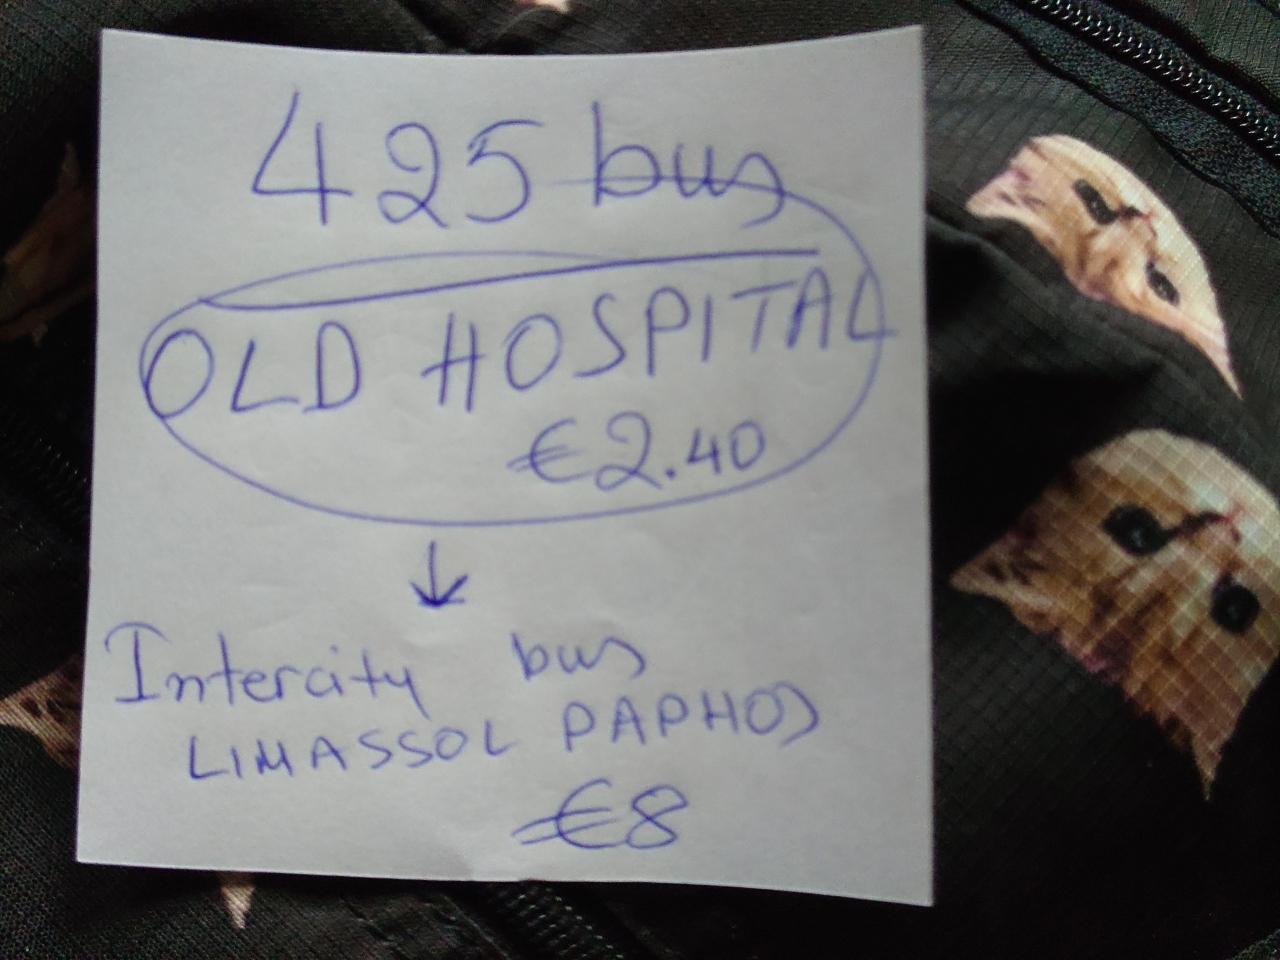 425 bus
OLD HOSPITAL
€2.40
↓
Intercity bus
LIMASSOL PAPHOS
€8